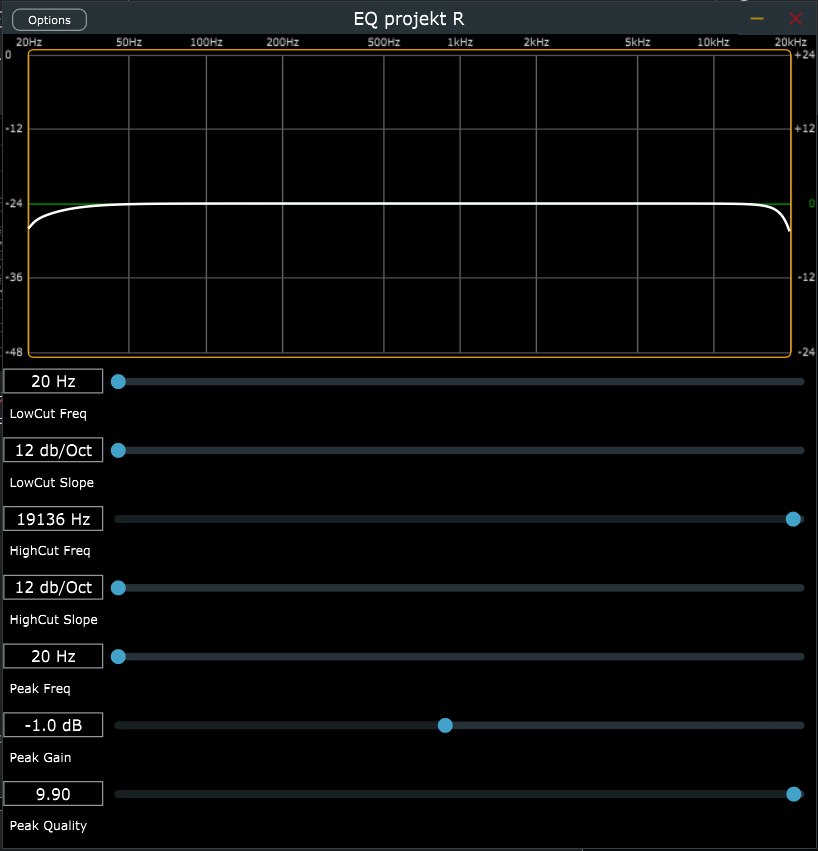 Options EQ projekt R
20Hz 50Hz 100Hz 200Hz 500Hz 1kHz 2kHz 5kHz 10kHz 20kHz
0 +24
-12 +12
-24 0
-36 -12
-48 -24
20 Hz
LowCut Freq
12 db/Oct
LowCut Slope
19136 Hz
HighCut Freq
12 db/Oct
HighCut Slope
20 Hz
Peak Freq
-1.0 dB
Peak Gain
9.90
Peak Quality